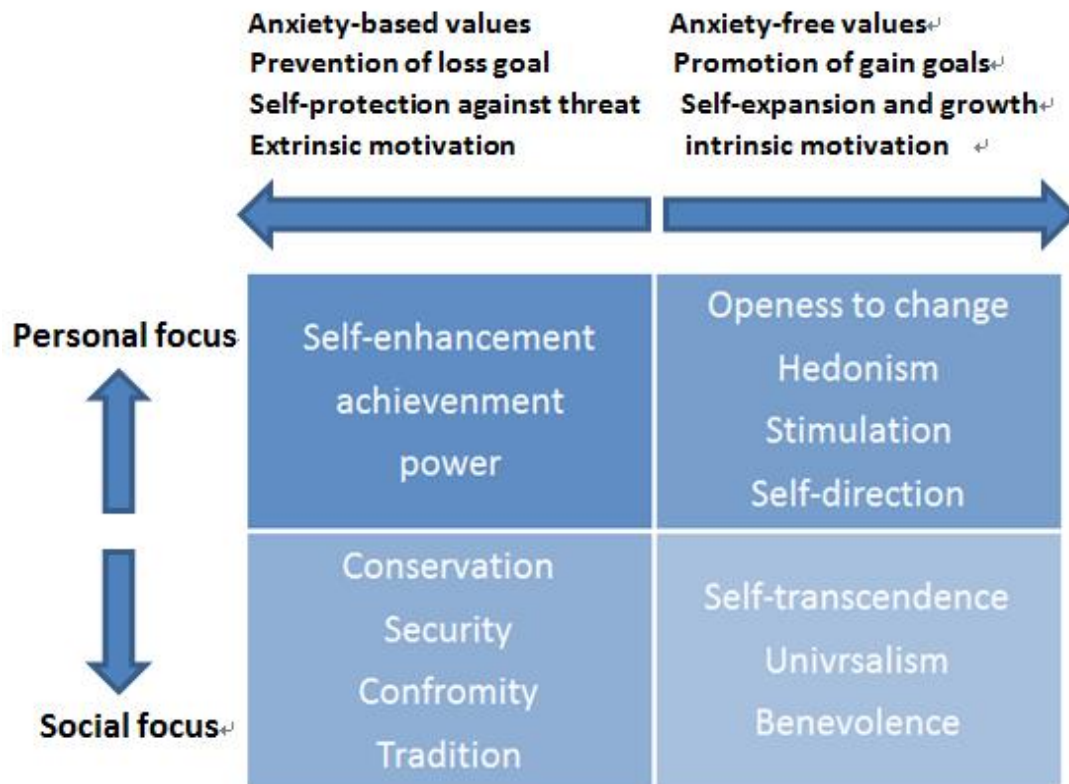 Anxiety-based values
Prevention of loss goal
Self-protection against threat
Extrinsic motivation
Anxiety-free values↵
Promotion of gain goals↵
Self-expansion and growth↵
intrinsic motivation ↵
Personal focus
Self-enhancement
achievenment
power
Openess to change
Hedonism
Stimulation
Self-direction
Social focus↵
Conservation
Security
Confromity
Tradition
Self-transcendence
Univrsalism
Benevolence